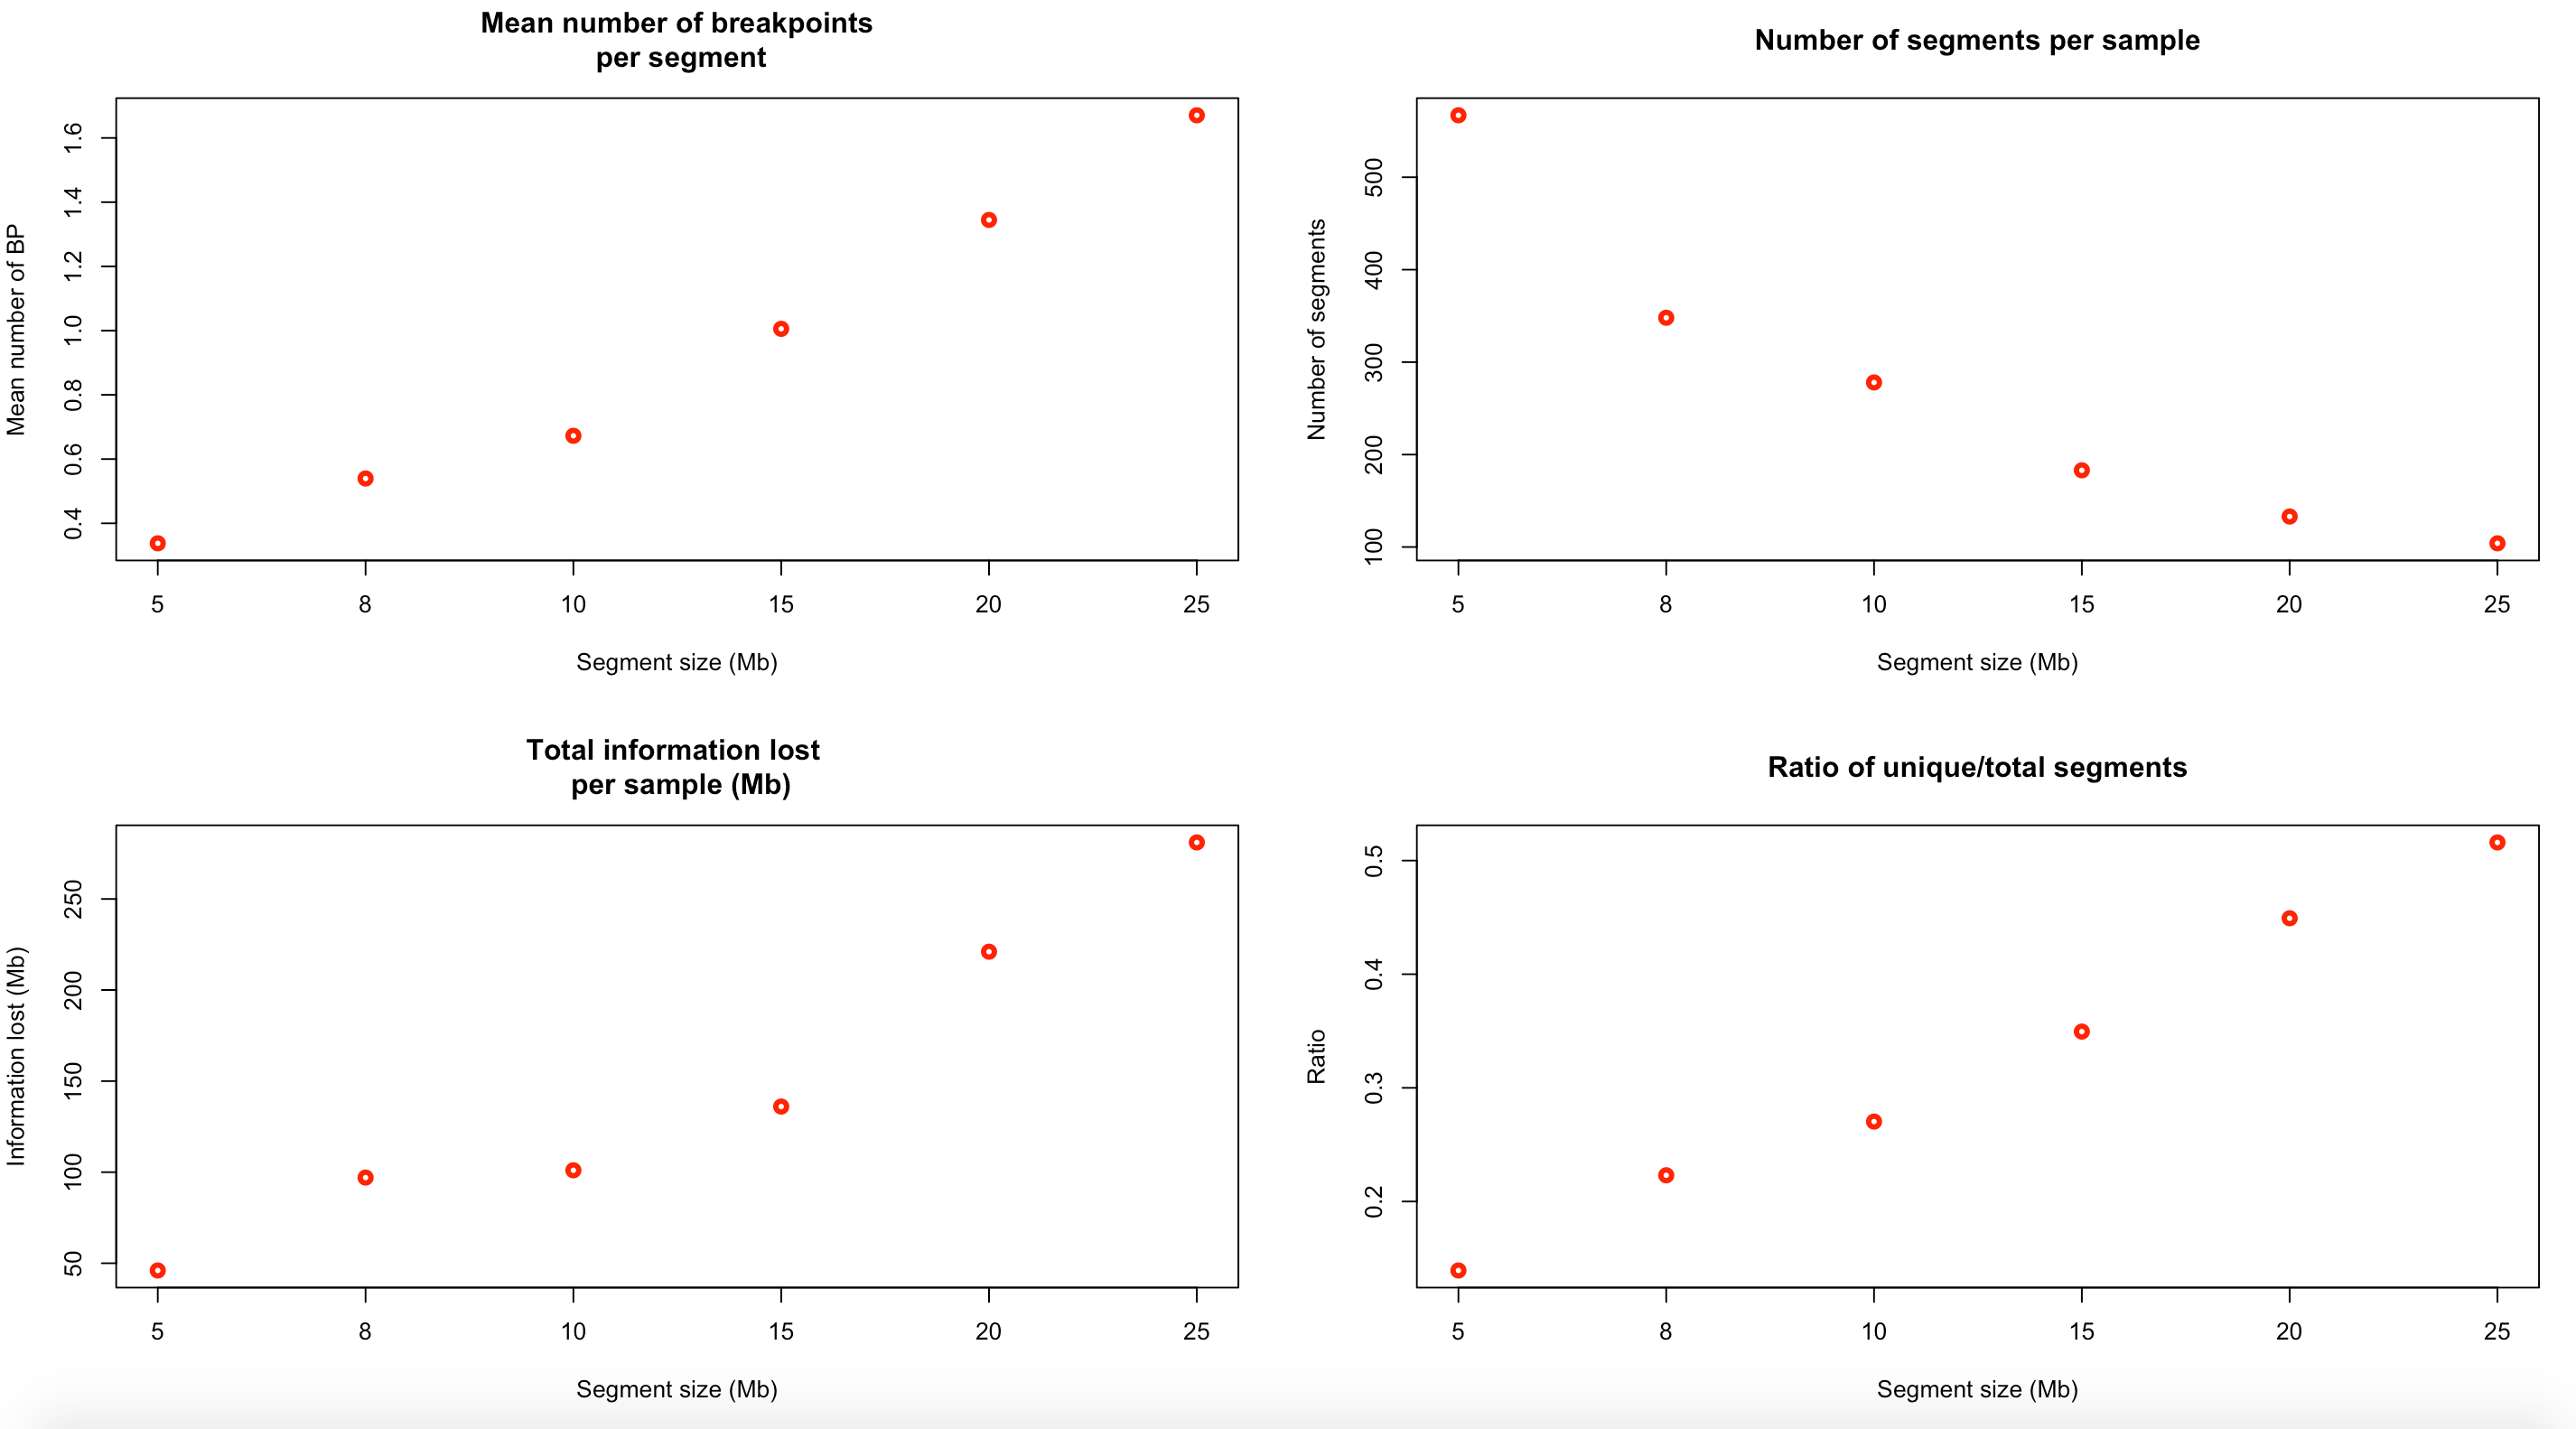 Mean number of breakpoints
per segment
Mean number of BP
1.6
1.4
1.2
1.0
0.8
0.6
0.4
5 8 10 15 20 25
Segment size (Mb)
Number of segments per sample
Number of segments
500
400
300
200
100
5 8 10 15 20 25
Segment size (Mb)
Total information lost
per sample (Mb)
Information lost (Mb)
250
200
150
100
50
5 8 10 15 20 25
Segment size (Mb)
Ratio of unique/total segments
Ratio
0.5
0.4
0.3
0.2
5 8 10 15 20 25
Segment size (Mb)